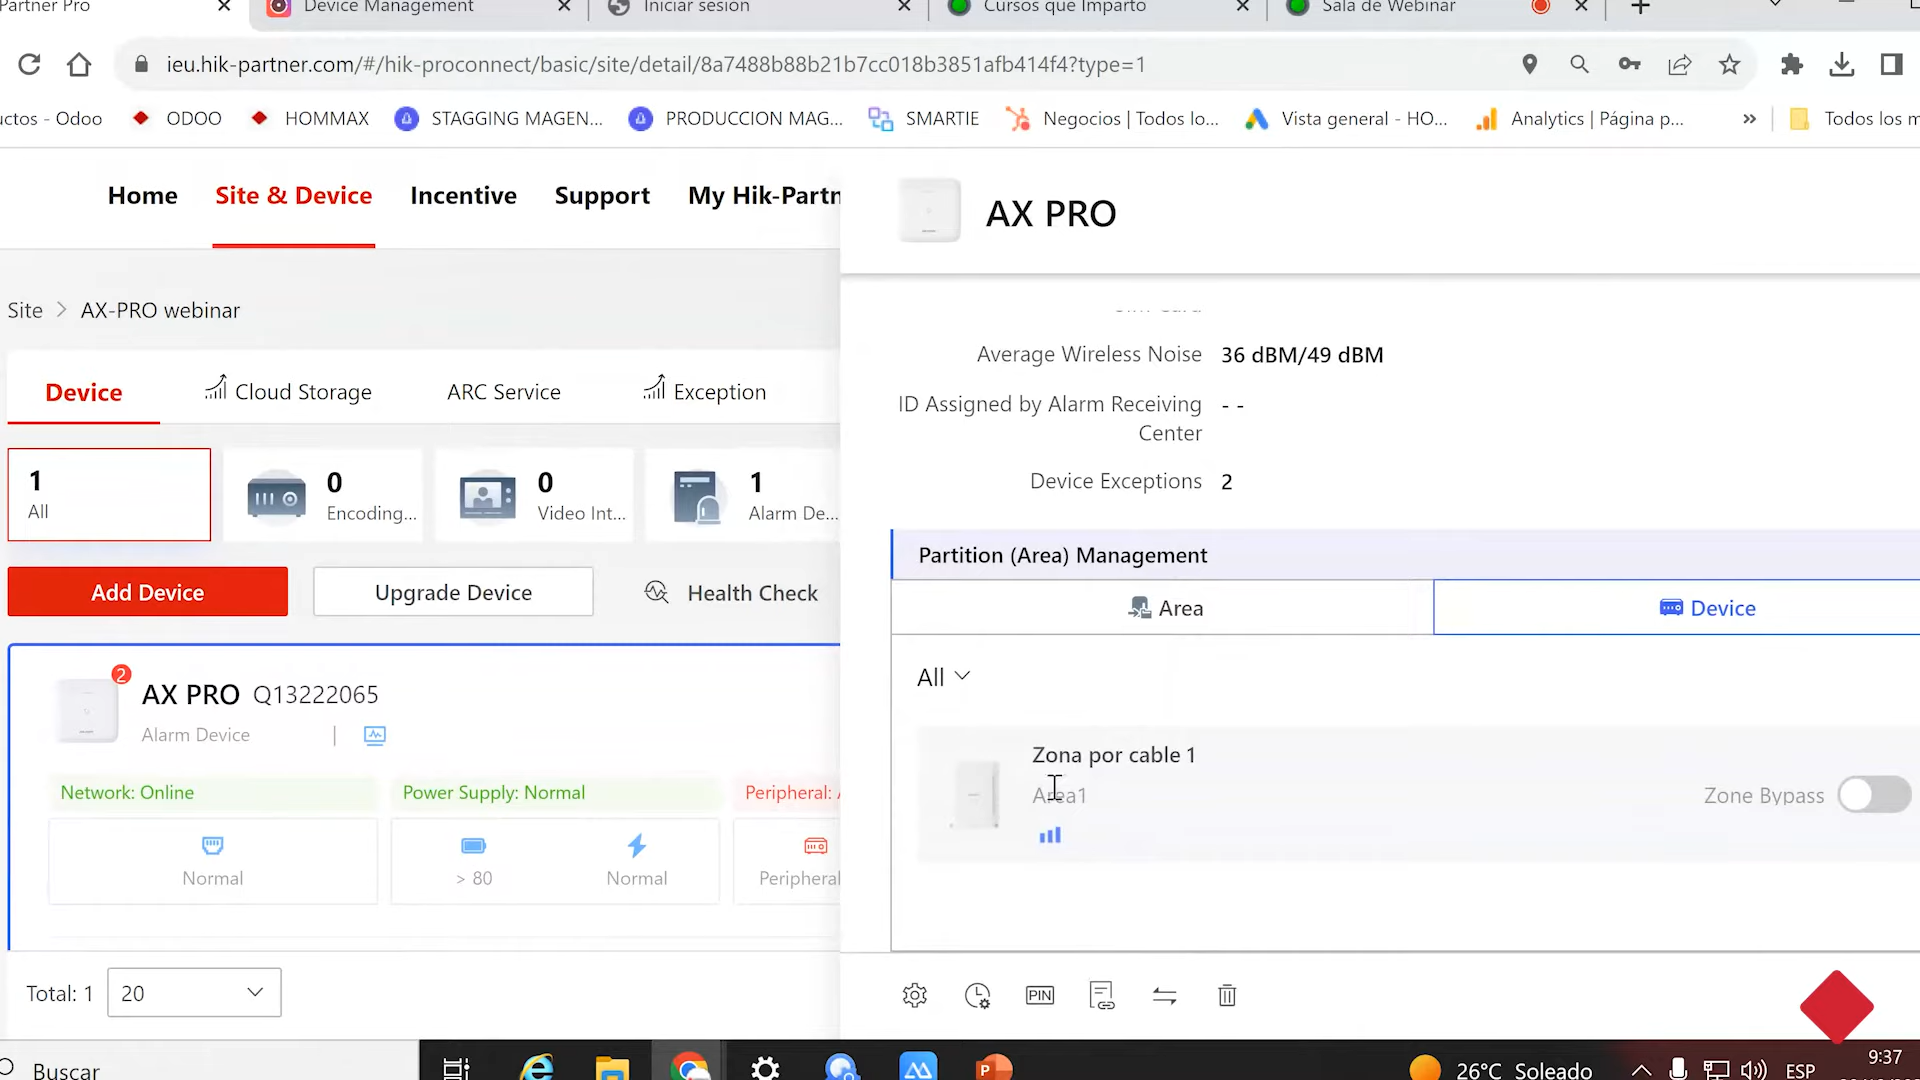 Partner Pro
Device Management
Iniciar sesión
Cursos que Imparto
Sala de Webinar
ieu.hik-partner.com/#/hik-proconnect/basic/site/detail/8a7488b88b21b7cc018b3851afb414f4?type=1
uctos - Odoo
ODOO
HOMMAX
STAGGING MAGEN...
PRODUCCION MAG...
SMARTIE
Negocios | Todos lo...
Vista general - HO...
Analytics | Página p...
»
Todos los m
Home
Site & Device
Incentive
Support
My Hik-Partn
AX PRO
Site > AX-PRO webinar
Device
Cloud Storage
ARC Service
Exception
1
All
0
Encoding...
0
Video Int...
1
Alarm De...
Add Device
Upgrade Device
Health Check
2
AX PRO Q13222065
Alarm Device |
Network: Online
Power Supply: Normal
Peripheral:
Normal
> 80
Normal
Peripheral
Total: 1
20
Average Wireless Noise 36 dBM/49 dBM
ID Assigned by Alarm Receiving - -
Center
Device Exceptions 2
Partition (Area) Management
Area
Device
All
Zona por cable 1
Area1
Zone Bypass
PIN
Buscar
26°C Soleado
ESP
9:37